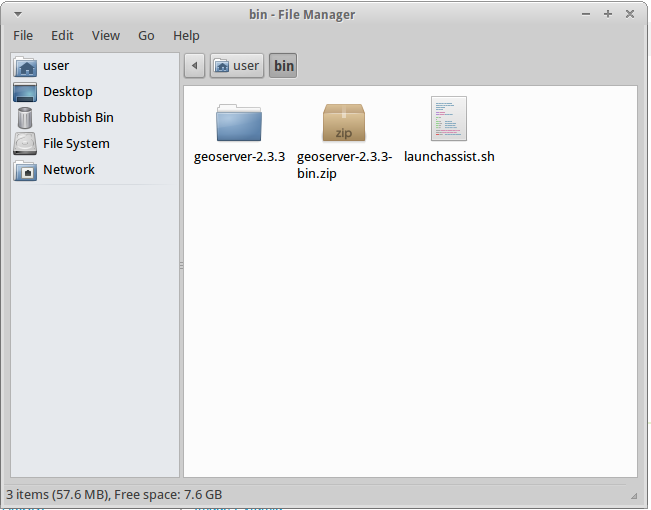 bin - File Manager
File Edit View Go Help
user
Desktop
Rubbish Bin
File System
Network
user bin
geoserver-2.3.3
zip
geoserver-2.3.3-
bin.zip
launchassist.sh
3 items (57.6 MB), Free space: 7.6 GB